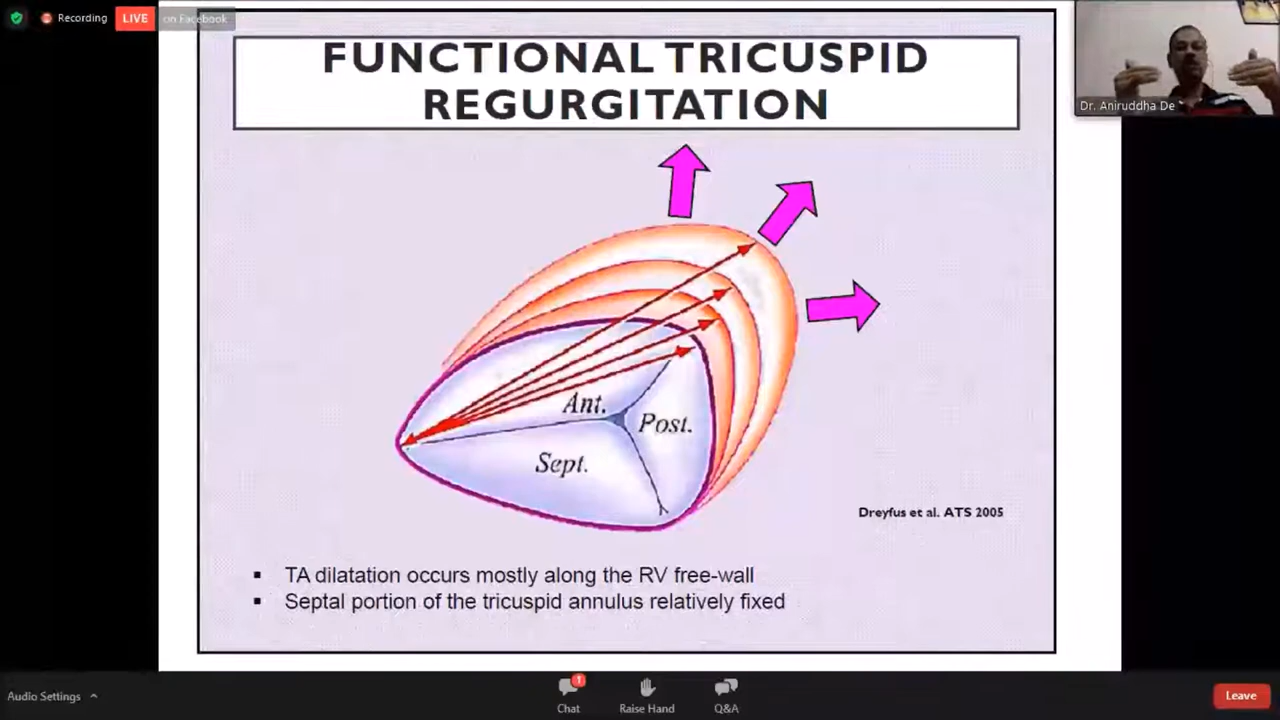 Recording
LIVE
on Facebook
FUNCTIONAL TRICUSPID
REGURGITATION
Dr. Aniruddha De
Ant.
Post.
Sept.
Dreyfus et al. ATS 2005
▪ TA dilatation occurs mostly along the RV free-wall
▪ Septal portion of the tricuspid annulus relatively fixed
Audio Settings
1
Chat
Raise Hand
Q&A
Leave